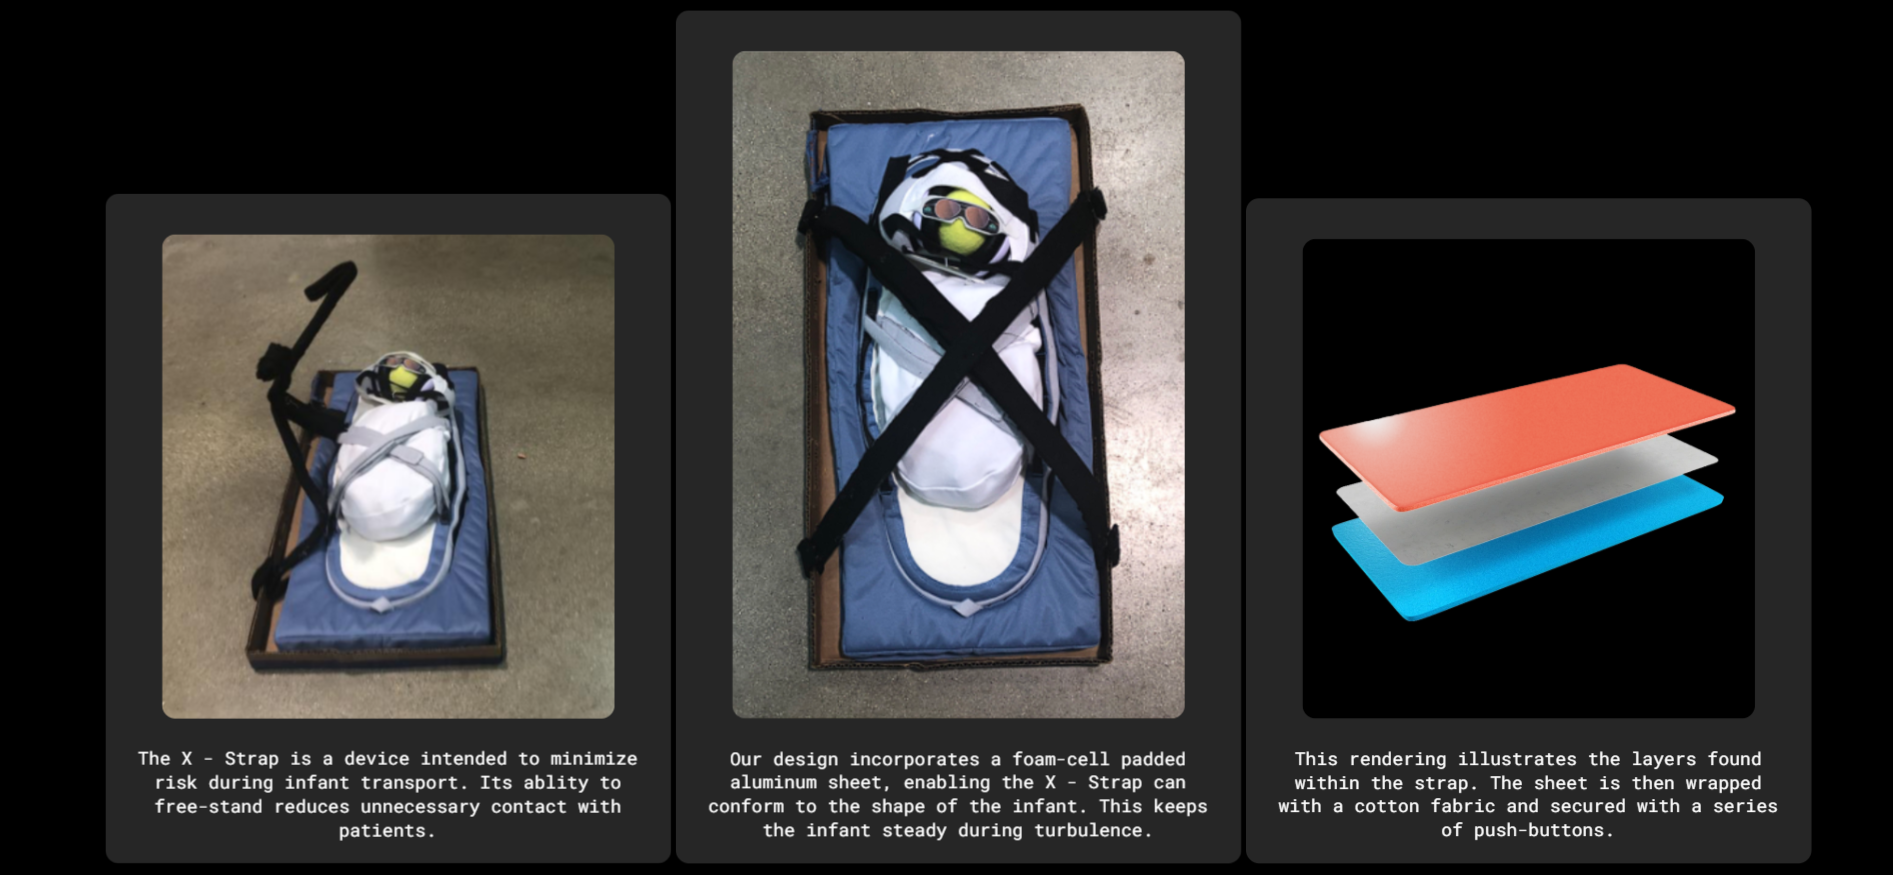 The X - Strap is a device intended to minimize
risk during infant transport. Its ablity to
free-stand reduces unnecessary contact with
patients.
Our design incorporates a foam-cell padded
aluminum sheet, enabling the X - Strap can
conform to the shape of the infant. This keeps
the infant steady during turbulence.
This rendering illustrates the layers found
within the strap. The sheet is then wrapped
with a cotton fabric and secured with a series
of push-buttons.